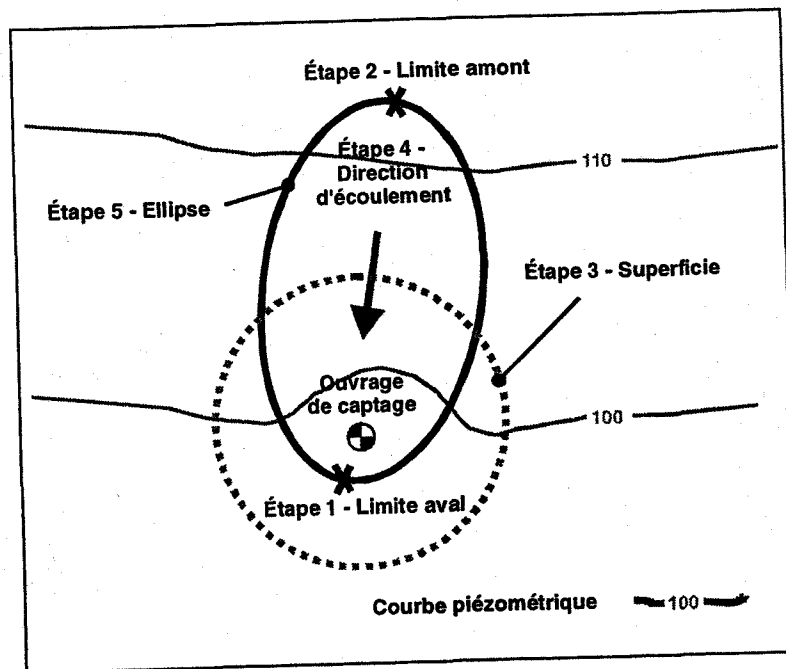 Étape 2 - Limite amont
Étape 4 -
Direction
d'écoulement
110
Étape 5 - Ellipse
Étape 3 - Superficie
Ouvrage
de captage
100
Étape 1 - Limite aval
Courbe piézométrique 100